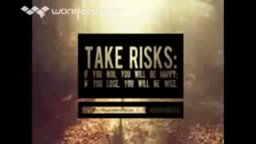 TAKE RISKS:
IF YOU WIN, YOU WILL BE HAPPY;
IF YOU LOSE, YOU WILL BE WISE.